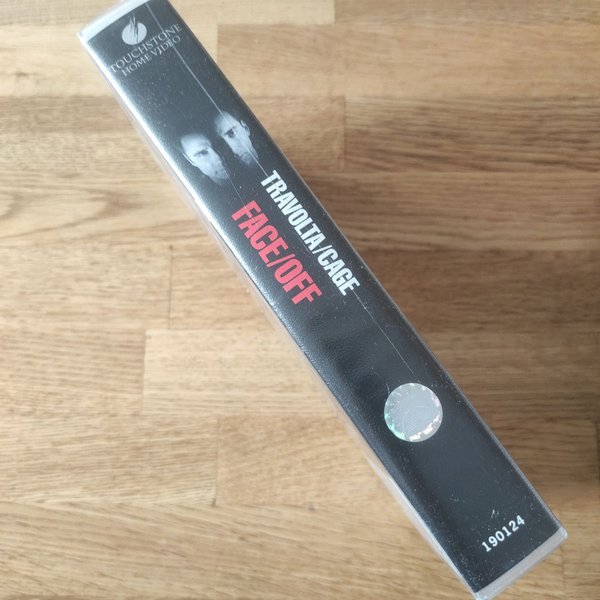 TOUCHSTONE
HOME VIDEO
TRAVOLTA/CAGE
FACE/OFF
190124